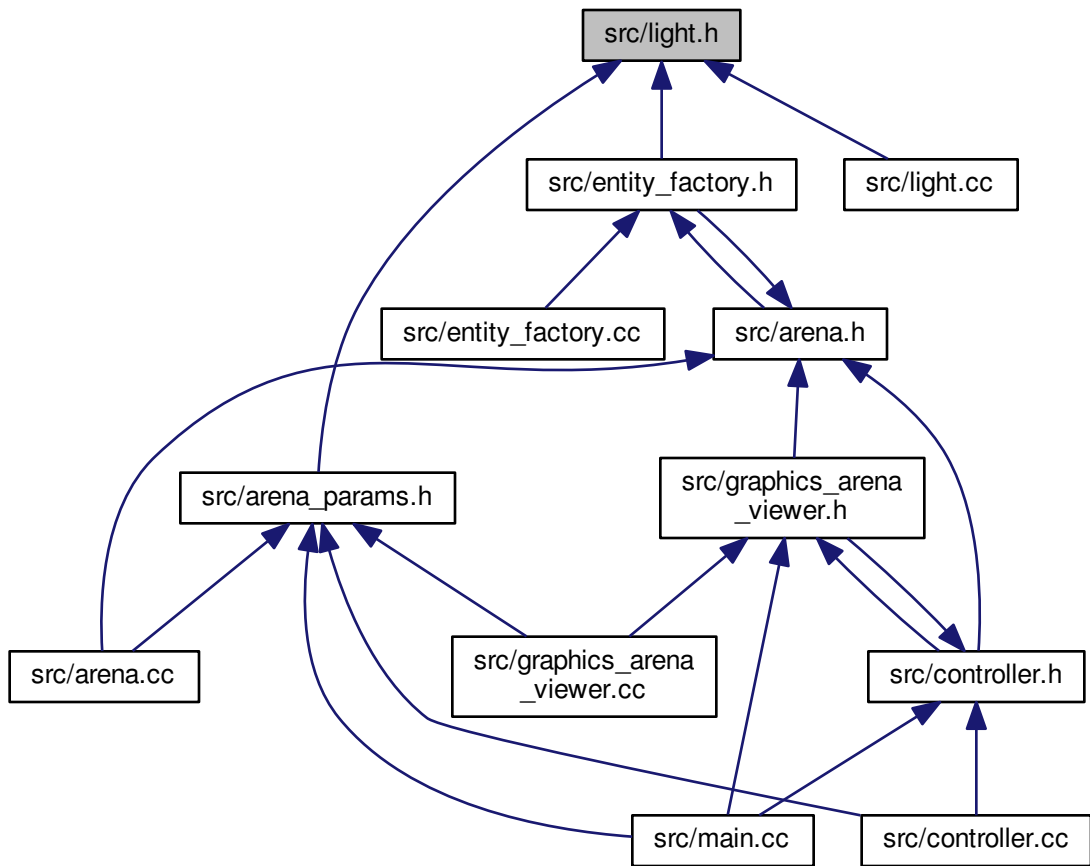 src/light.h
src/entity_factory.h
src/light.cc
src/entity_factory.cc
src/arena.h
src/arena_params.h
src/graphics_arena
_viewer.h
src/arena.cc
src/graphics_arena
_viewer.cc
src/controller.h
src/main.cc
src/controller.cc